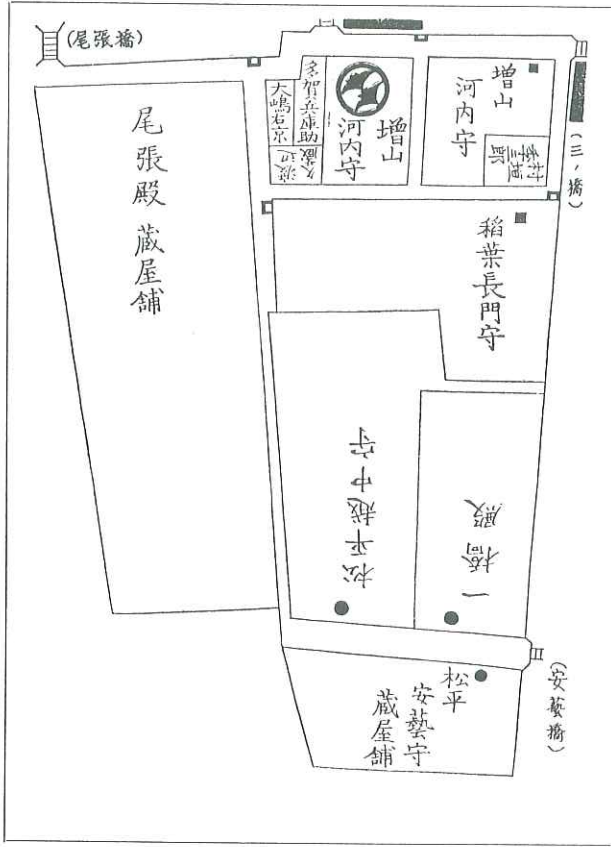 (尾張橋)
尾張殿 蔵屋舗
多賀兵庫助
大嶋右京
増山
河内守
増山
河内守
(三ノ橋)
稲葉長門守
松平越中守
一橋殿
(安藝橋)
松平
安藝守
蔵屋舗